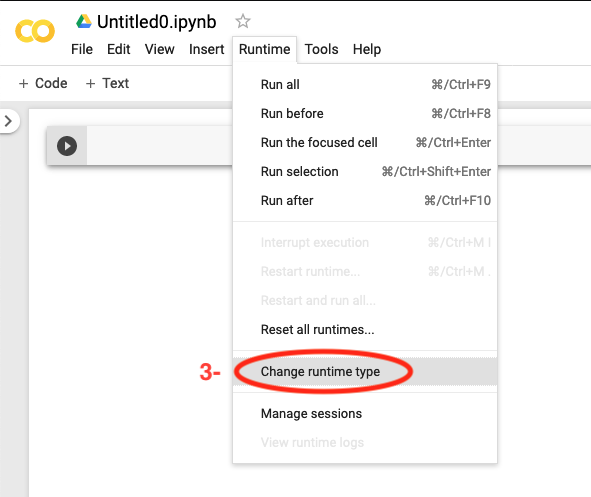 Untitled0.ipynb
File Edit View Insert Runtime Tools Help
+ Code + Text
Run all ⌘/Ctrl+F9
Run before ⌘/Ctrl+F8
Run the focused cell ⌘/Ctrl+Enter
Run selection ⌘/Ctrl+Shift+Enter
Run after ⌘/Ctrl+F10
Interrupt execution ⌘/Ctrl+M I
Restart runtime... ⌘/Ctrl+M .
Restart and run all...
Reset all runtimes...
3- Change runtime type
Manage sessions
View runtime logs